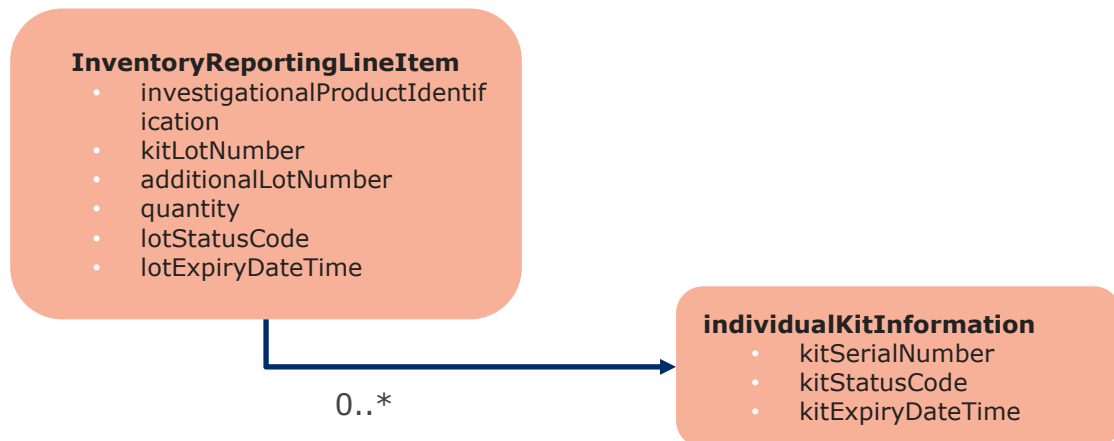 InventoryReportingLineItem
• investigationalProductIdentif
ication
• kitLotNumber
• additionalLotNumber
• quantity
• lotStatusCode
• lotExpiryDateTime
individualKitInformation
• kitSerialNumber
• kitStatusCode
• kitExpiryDateTime
0..*